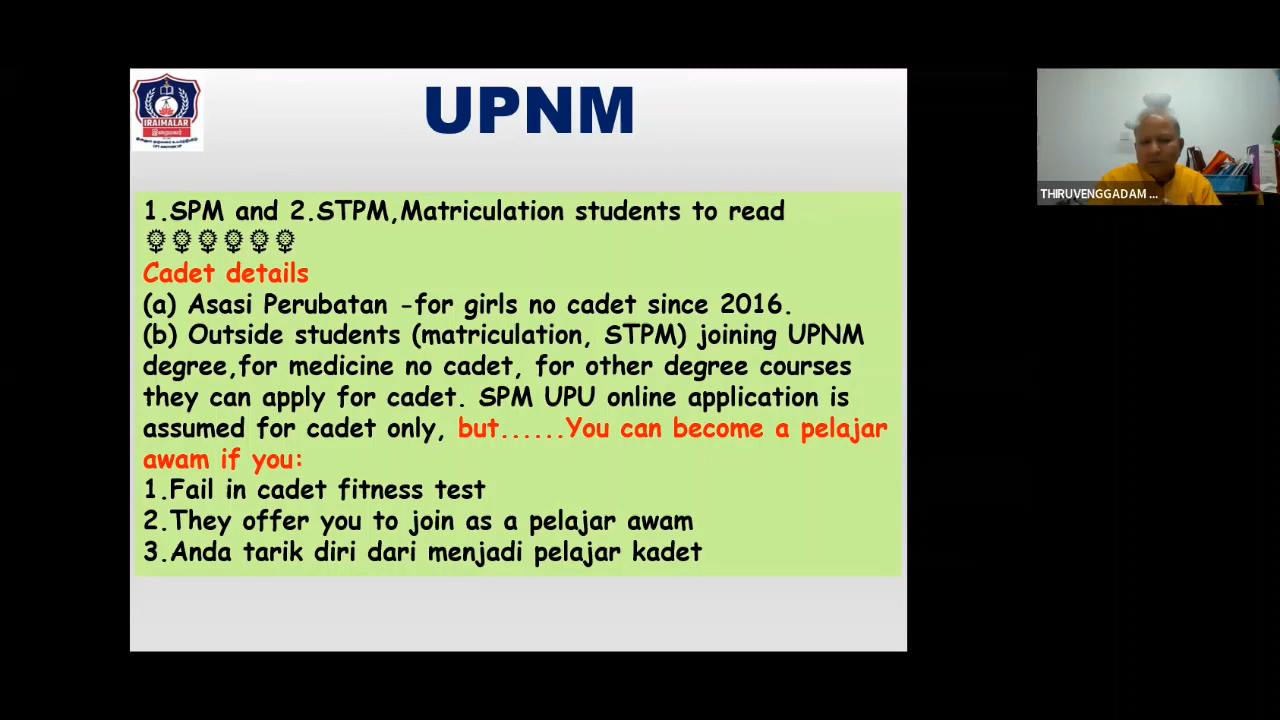 UPNM
IRAIMALAR
இறைமலர்
1.SPM and 2.STPM,Matriculation students to read
Cadet details
(a) Asasi Perubatan -for girls no cadet since 2016.
(b) Outside students (matriculation, STPM) joining UPNM
degree,for medicine no cadet, for other degree courses
they can apply for cadet. SPM UPU online application is
assumed for cadet only, but......You can become a pelajar
awam if you:
1.Fail in cadet fitness test
2.They offer you to join as a pelajar awam
3.Anda tarik diri dari menjadi pelajar kadet
THIRUVENGGADAM ...